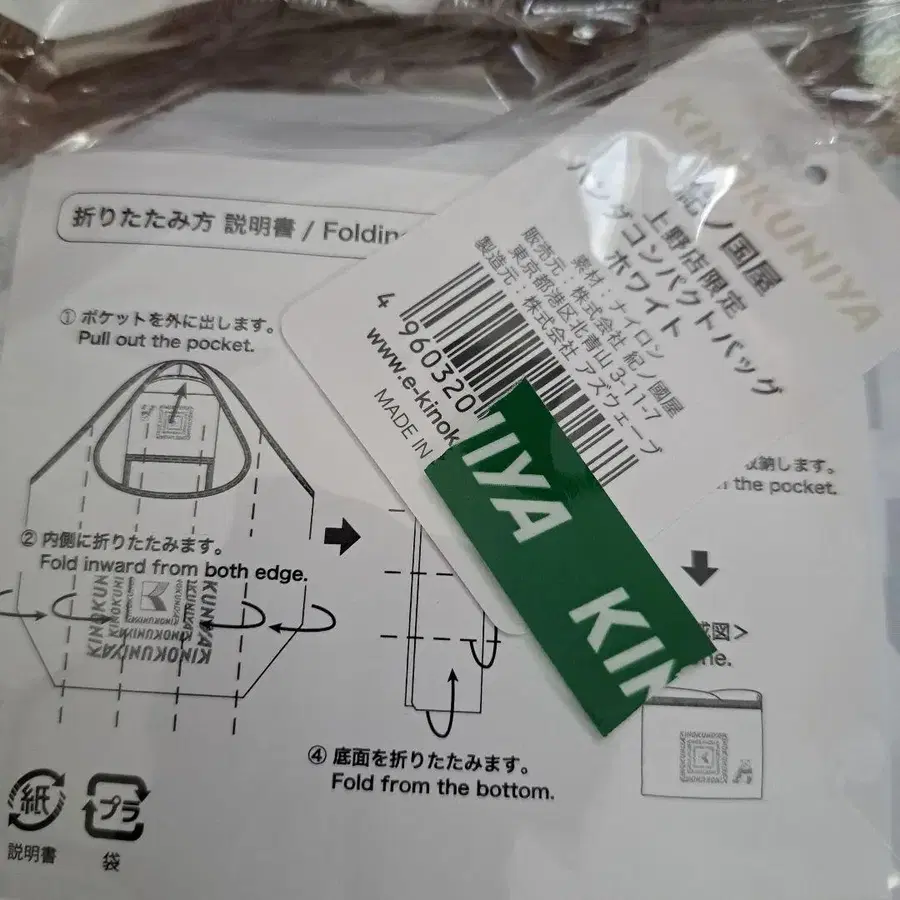 折りたたみ方 説明書 / Foldin
① ポケットを外に出します。
Pull out the pocket.
② 内側に折りたたみます。
Fold inward from both edge.
KINOKUNIYA
④ 底面を折りたたみます。
Fold from the bottom.
収納します。
the pocket.
成図>
ne.
紙
説明書
プラ
袋
KINOKUNIYA
紀ノ国屋
上野店限定
パンダコンパクトバッグ
ホワイト
素材:ナイロン
販売元:株式会社 紀ノ國屋
東京都港区北青山 3-11-7
製造元:株式会社 アズウェーブ
4 960320
www.e-kinok
MADE IN
IYA KIN